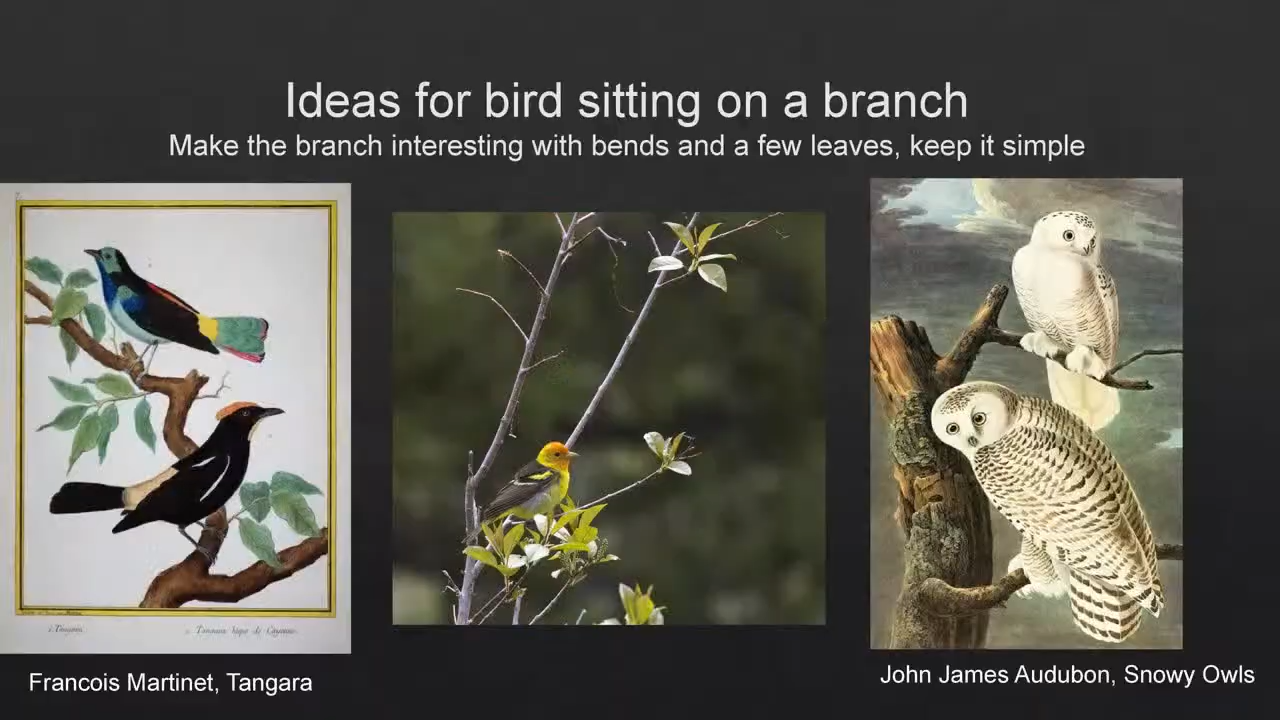 Ideas for bird sitting on a branch
Make the branch interesting with bends and a few leaves, keep it simple
Francois Martinet, Tangara
John James Audubon, Snowy Owls